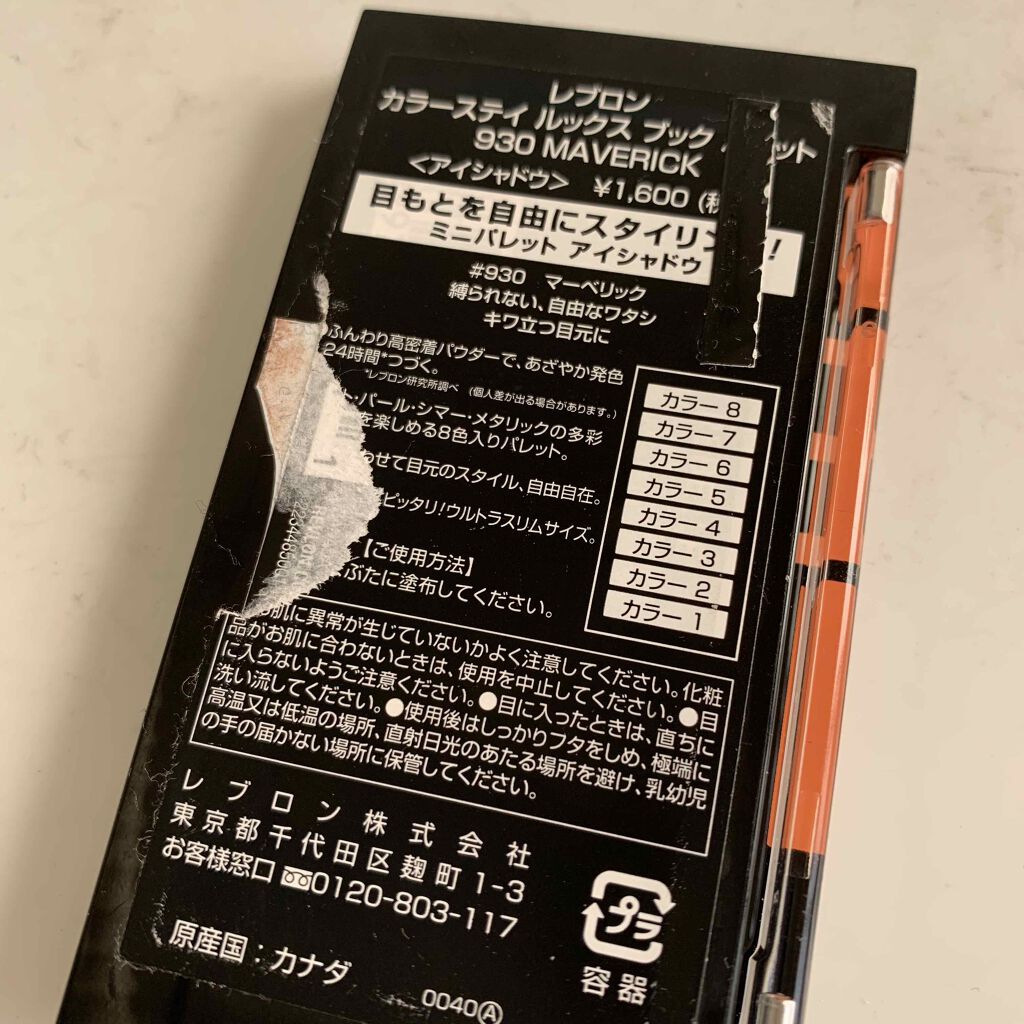 レブロン
カラーステイ ルックス ブック ット
930 MAVERICK
<アイシャドウ> ¥1,600 (税
目もとを自由にスタイリン !
ミニパレット アイシャドウ
#930 マーベリック
縛られない、自由なワタシ
キワ立つ目元に
ふんわり高密着パウダーで、あざやか発色
24時間*つづく。
*レブロン研究所調べ (個人差が出る場合があります。)
ト・パール・シマー・メタリックの多彩
を楽しめる8色入りパレット。
わせて目元のスタイル、自由自在。
ピッタリ!ウルトラスリムサイズ。
【ご使用方法】
ぶたに塗布してください。
カラー 8
カラー 7
カラー 6
カラー 5
カラー 4
カラー 3
カラー 2
カラー 1
肌に異常が生じていないかよく注意してください。化粧
品がお肌に合わないときは、使用を中止してください。●目
に入らないようご注意ください。●目に入ったときは、直ちに
洗い流してください。●使用後はしっかりフタをしめ、極端に
高温又は低温の場所、直射日光のあたる場所を避け、乳幼児
の手の届かない場所に保管してください。
レブロン株式会社
東京都千代田区麹町 1-3
お客様窓口 0120-803-117
原産国：カナダ
プラ
容器
0040Ⓐ